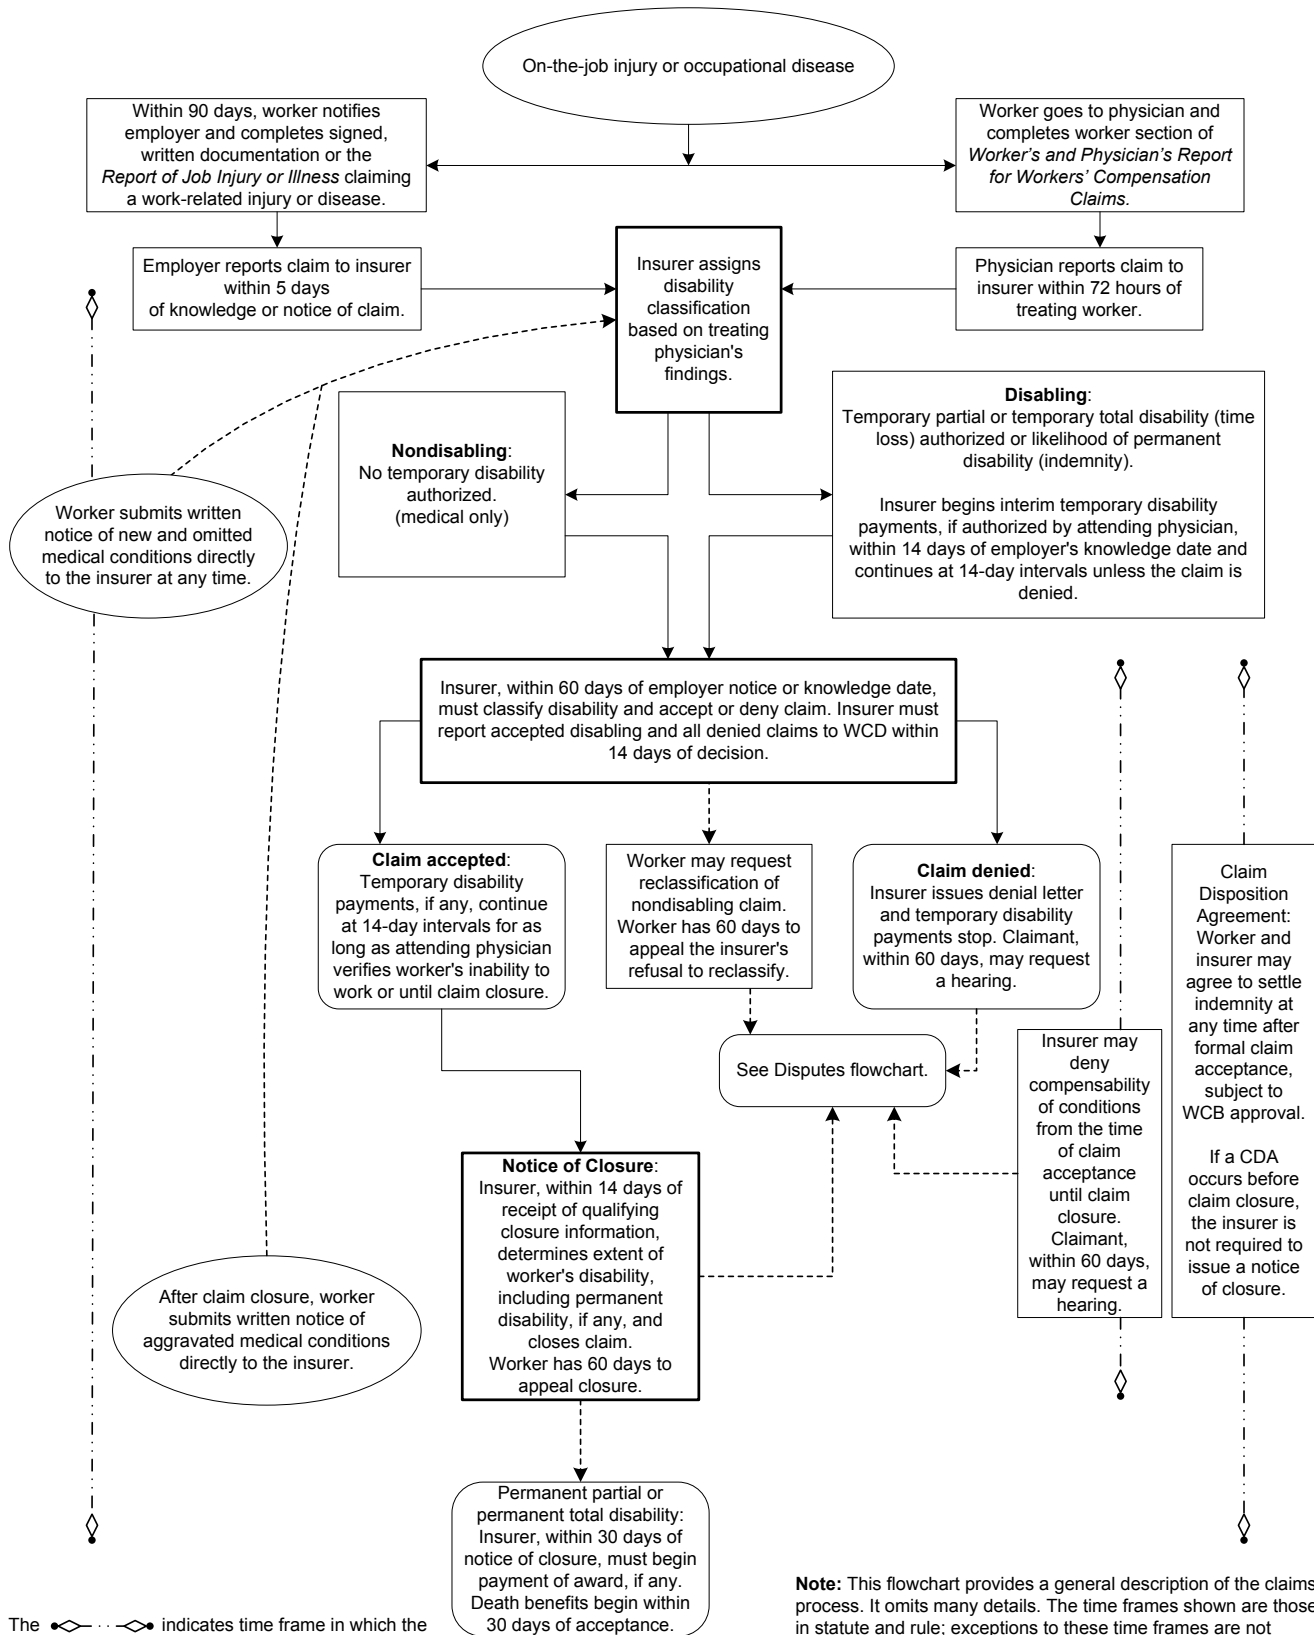 On-the-job injury or occupational disease
Within 90 days, worker notifies
employer and completes signed,
written documentation or the
Report of Job Injury or Illness claiming
a work-related injury or disease.
Worker goes to physician and
completes worker section of
Worker's and Physician's Report
for Workers' Compensation
Claims.
Employer reports claim to insurer
within 5 days
of knowledge or notice of claim.
Insurer assigns
disability
classification
based on treating
physician's
findings.
Physician reports claim to
insurer within 72 hours of
treating worker.
Nondisabling:
No temporary disability
authorized.
(medical only)
Disabling:
Temporary partial or temporary total disability (time
loss) authorized or likelihood of permanent
disability (indemnity).
Insurer begins interim temporary disability
payments, if authorized by attending physician,
within 14 days of employer's knowledge date and
continues at 14-day intervals unless the claim is
denied.
Worker submits written
notice of new and omitted
medical conditions directly
to the insurer at any time.
Insurer, within 60 days of employer notice or knowledge date,
must classify disability and accept or deny claim. Insurer must
report accepted disabling and all denied claims to WCD within
14 days of decision.
Claim accepted:
Temporary disability
payments, if any, continue
at 14-day intervals for as
long as attending physician
verifies worker's inability to
work or until claim closure.
Worker may request
reclassification of
nondisabling claim.
Worker has 60 days to
appeal the insurer's
refusal to reclassify.
Claim denied:
Insurer issues denial letter
and temporary disability
payments stop. Claimant,
within 60 days, may request
a hearing.
See Disputes flowchart.
Insurer may
deny
compensability
of conditions
from the time
of claim
acceptance
until claim
closure.
Claimant,
within 60 days,
may request a
hearing.
Claim
Disposition
Agreement:
Worker and
insurer may
agree to settle
indemnity at
any time after
formal claim
acceptance,
subject to
WCB approval.
If a CDA
occurs before
claim closure,
the insurer is
not required to
issue a notice
of closure.
Notice of Closure:
Insurer, within 14 days of
receipt of qualifying
closure information,
determines extent of
worker's disability,
including permanent
disability, if any, and
closes claim.
Worker has 60 days to
appeal closure.
After claim closure, worker
submits written notice of
aggravated medical conditions
directly to the insurer.
Permanent partial or
permanent total disability:
Insurer, within 30 days of
notice of closure, must begin
payment of award, if any.
Death benefits begin within
30 days of acceptance.
The indicates time frame in which the
Note: This flowchart provides a general description of the claims
process. It omits many details. The time frames shown are those
in statute and rule; exceptions to these time frames are not